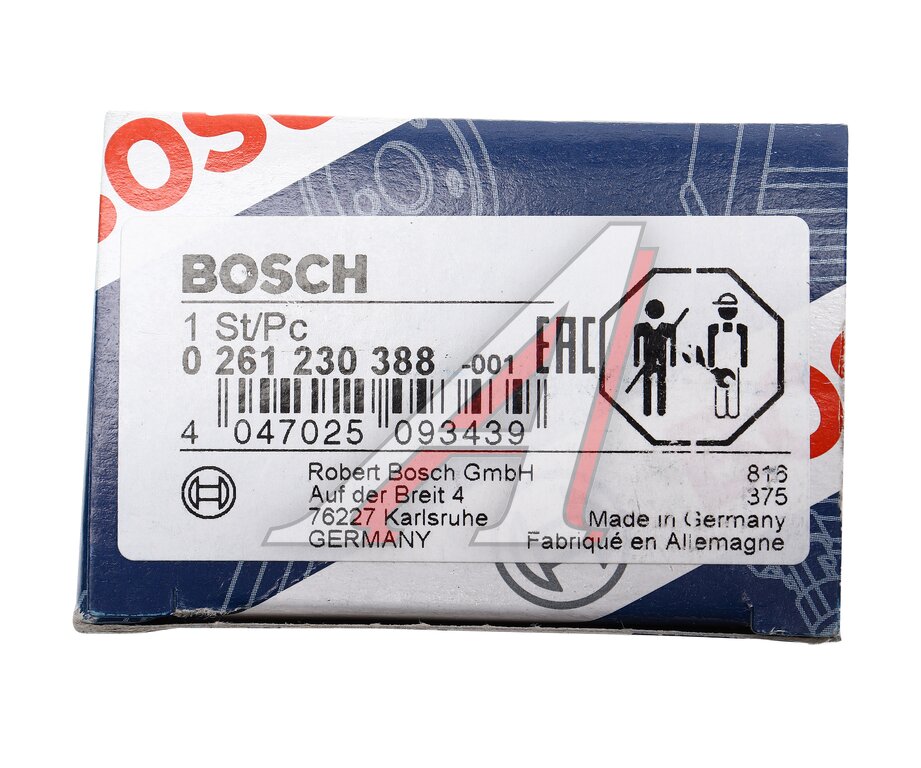 BOSCH
BOSCH
1 St/Pc
0 261 230 388 -001
EAC
4 047025 093439
Robert Bosch GmbH
Auf der Breit 4
76227 Karlsruhe
GERMANY
816
375
Made in Germany
Fabriqué en Allemagne